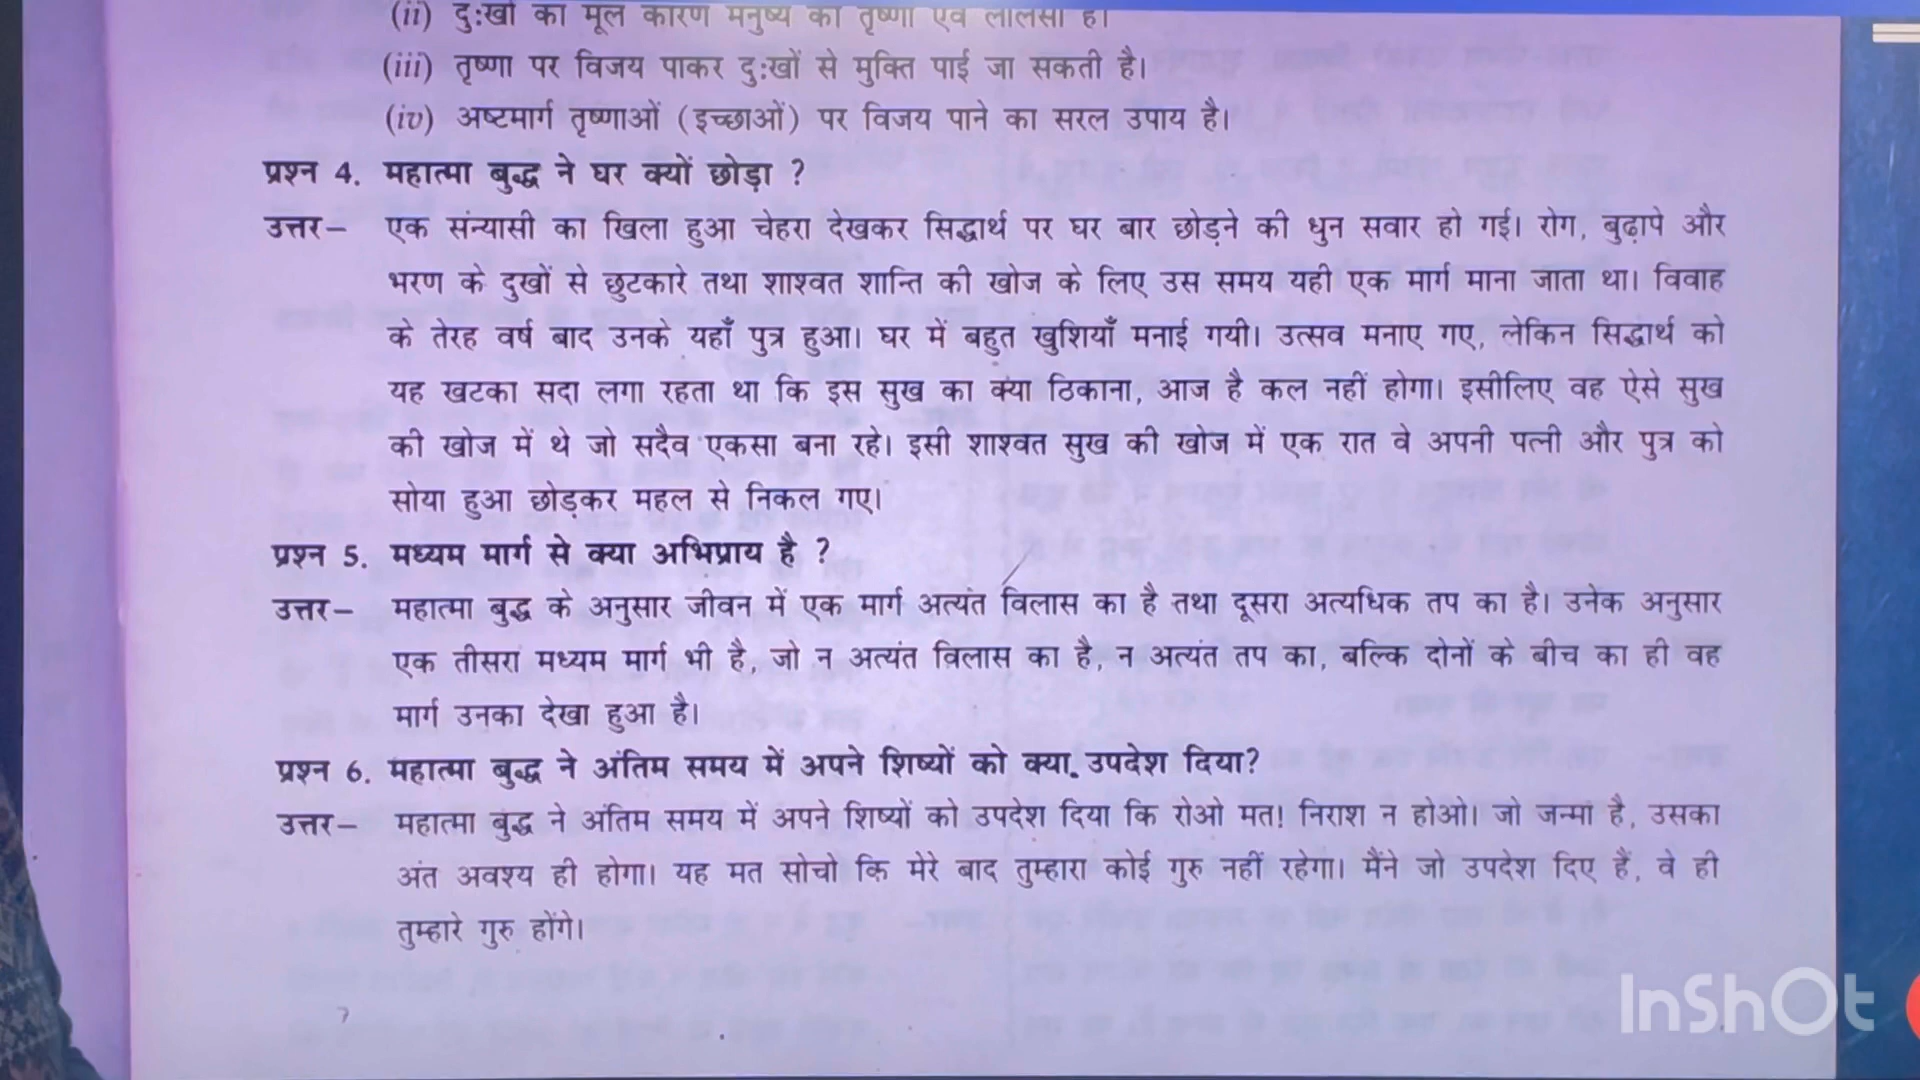 (ii) दुःखों का मूल कारण मनुष्य की तृष्णा एवं लालसा है।
(iii) तृष्णा पर विजय पाकर दुःखों से मुक्ति पाई जा सकती है।
(iv) अष्टमार्ग तृष्णाओं (इच्छाओं) पर विजय पाने का सरल उपाय है।
प्रश्न 4. महात्मा बुद्ध ने घर क्यों छोड़ा ?
उत्तर– एक संन्यासी का खिला हुआ चेहरा देखकर सिद्धार्थ पर घर बार छोड़ने की धुन सवार हो गई। रोग, बुढ़ापे और
भरण के दुखों से छुटकारे तथा शाश्वत शान्ति की खोज के लिए उस समय यही एक मार्ग माना जाता था। विवाह
के तेरह वर्ष बाद उनके यहाँ पुत्र हुआ। घर में बहुत खुशियाँ मनाई गयी। उत्सव मनाए गए, लेकिन सिद्धार्थ को
यह खटका सदा लगा रहता था कि इस सुख का क्या ठिकाना, आज है कल नहीं होगा। इसीलिए वह ऐसे सुख
की खोज में थे जो सदैव एकसा बना रहे। इसी शाश्वत सुख की खोज में एक रात वे अपनी पत्नी और पुत्र को
सोया हुआ छोड़कर महल से निकल गए।
प्रश्न 5. मध्यम मार्ग से क्या अभिप्राय है ?
उत्तर– महात्मा बुद्ध के अनुसार जीवन में एक मार्ग अत्यंत विलास का है तथा दूसरा अत्यधिक तप का है। उनेक अनुसार
एक तीसरा मध्यम मार्ग भी है, जो न अत्यंत विलास का है, न अत्यंत तप का, बल्कि दोनों के बीच का ही वह
मार्ग उनका देखा हुआ है।
प्रश्न 6. महात्मा बुद्ध ने अंतिम समय में अपने शिष्यों को क्या उपदेश दिया?
उत्तर– महात्मा बुद्ध ने अंतिम समय में अपने शिष्यों को उपदेश दिया कि रोओ मत! निराश न होओ। जो जन्मा है, उसका
अंत अवश्य ही होगा। यह मत सोचो कि मेरे बाद तुम्हारा कोई गुरु नहीं रहेगा। मैंने जो उपदेश दिए हैं, वे ही
तुम्हारे गुरु होंगे।
InShOt